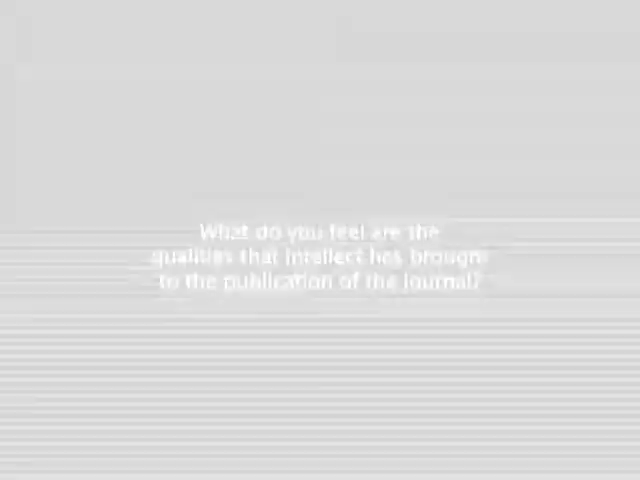 What do you feel are the
qualities that Intellect has brought
to the publication of the Journal?